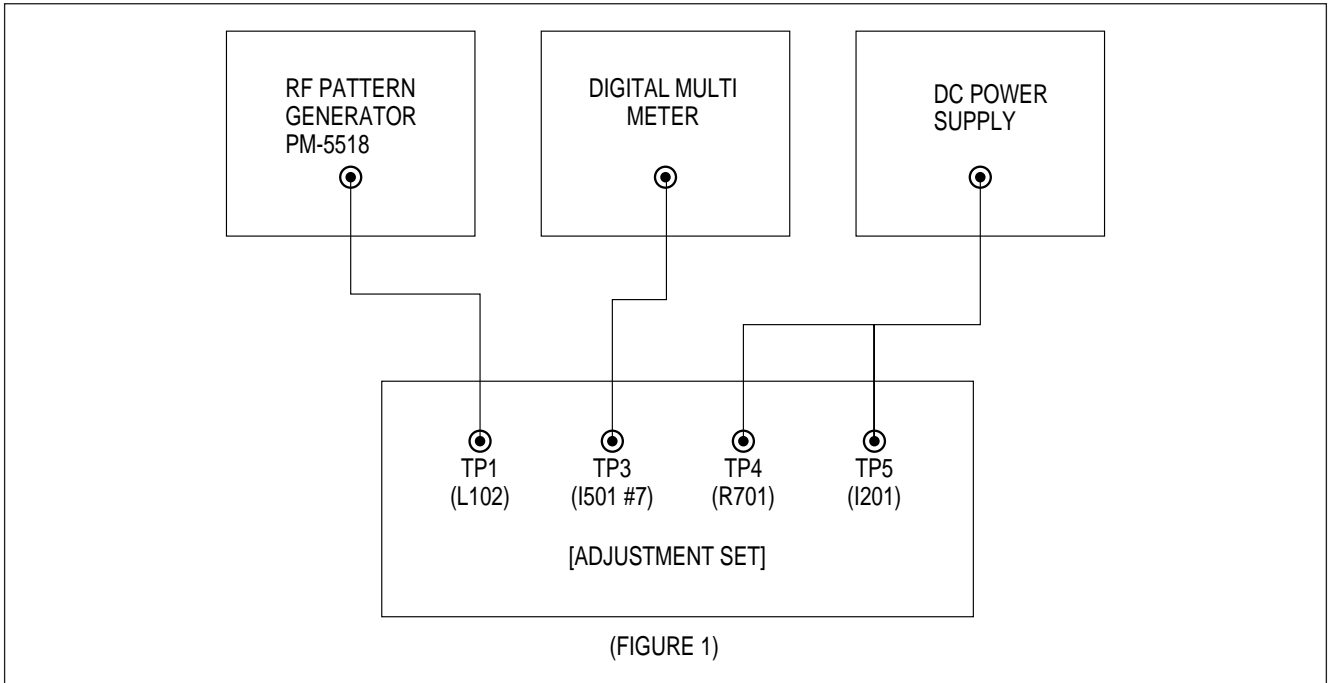 RF PATTERN
GENERATOR
PM-5518
DIGITAL MULTI
METER
DC POWER
SUPPLY
TP1
(L102)
TP3
(I501 #7)
TP4
(R701)
TP5
(I201)
[ADJUSTMENT SET]
(FIGURE 1)